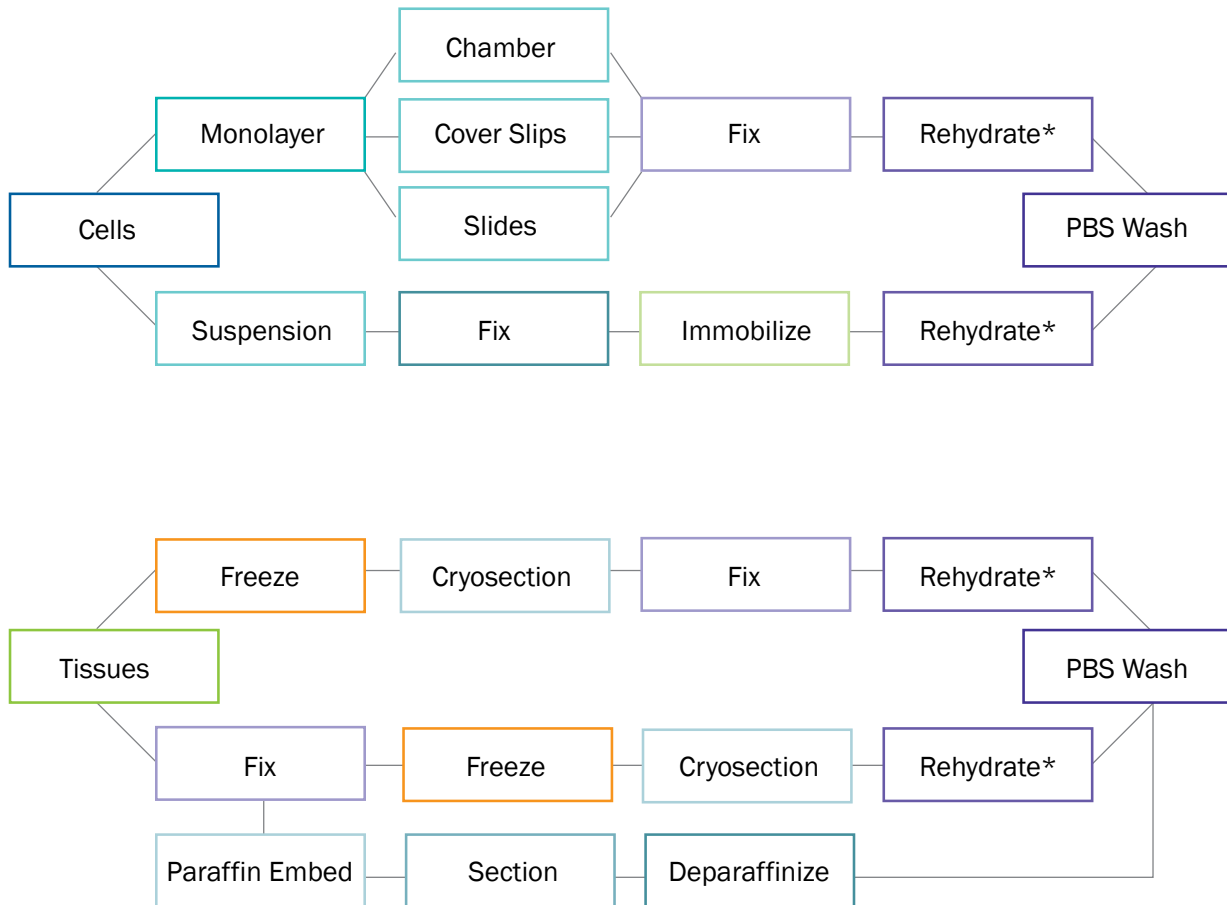 Chamber
Monolayer
Cover Slips
Fix
Rehydrate*
Slides
Cells
PBS Wash
Suspension
Fix
Immobilize
Rehydrate*
Freeze
Cryosection
Fix
Rehydrate*
Tissues
PBS Wash
Fix
Freeze
Cryosection
Rehydrate*
Paraffin Embed
Section
Deparaffinize